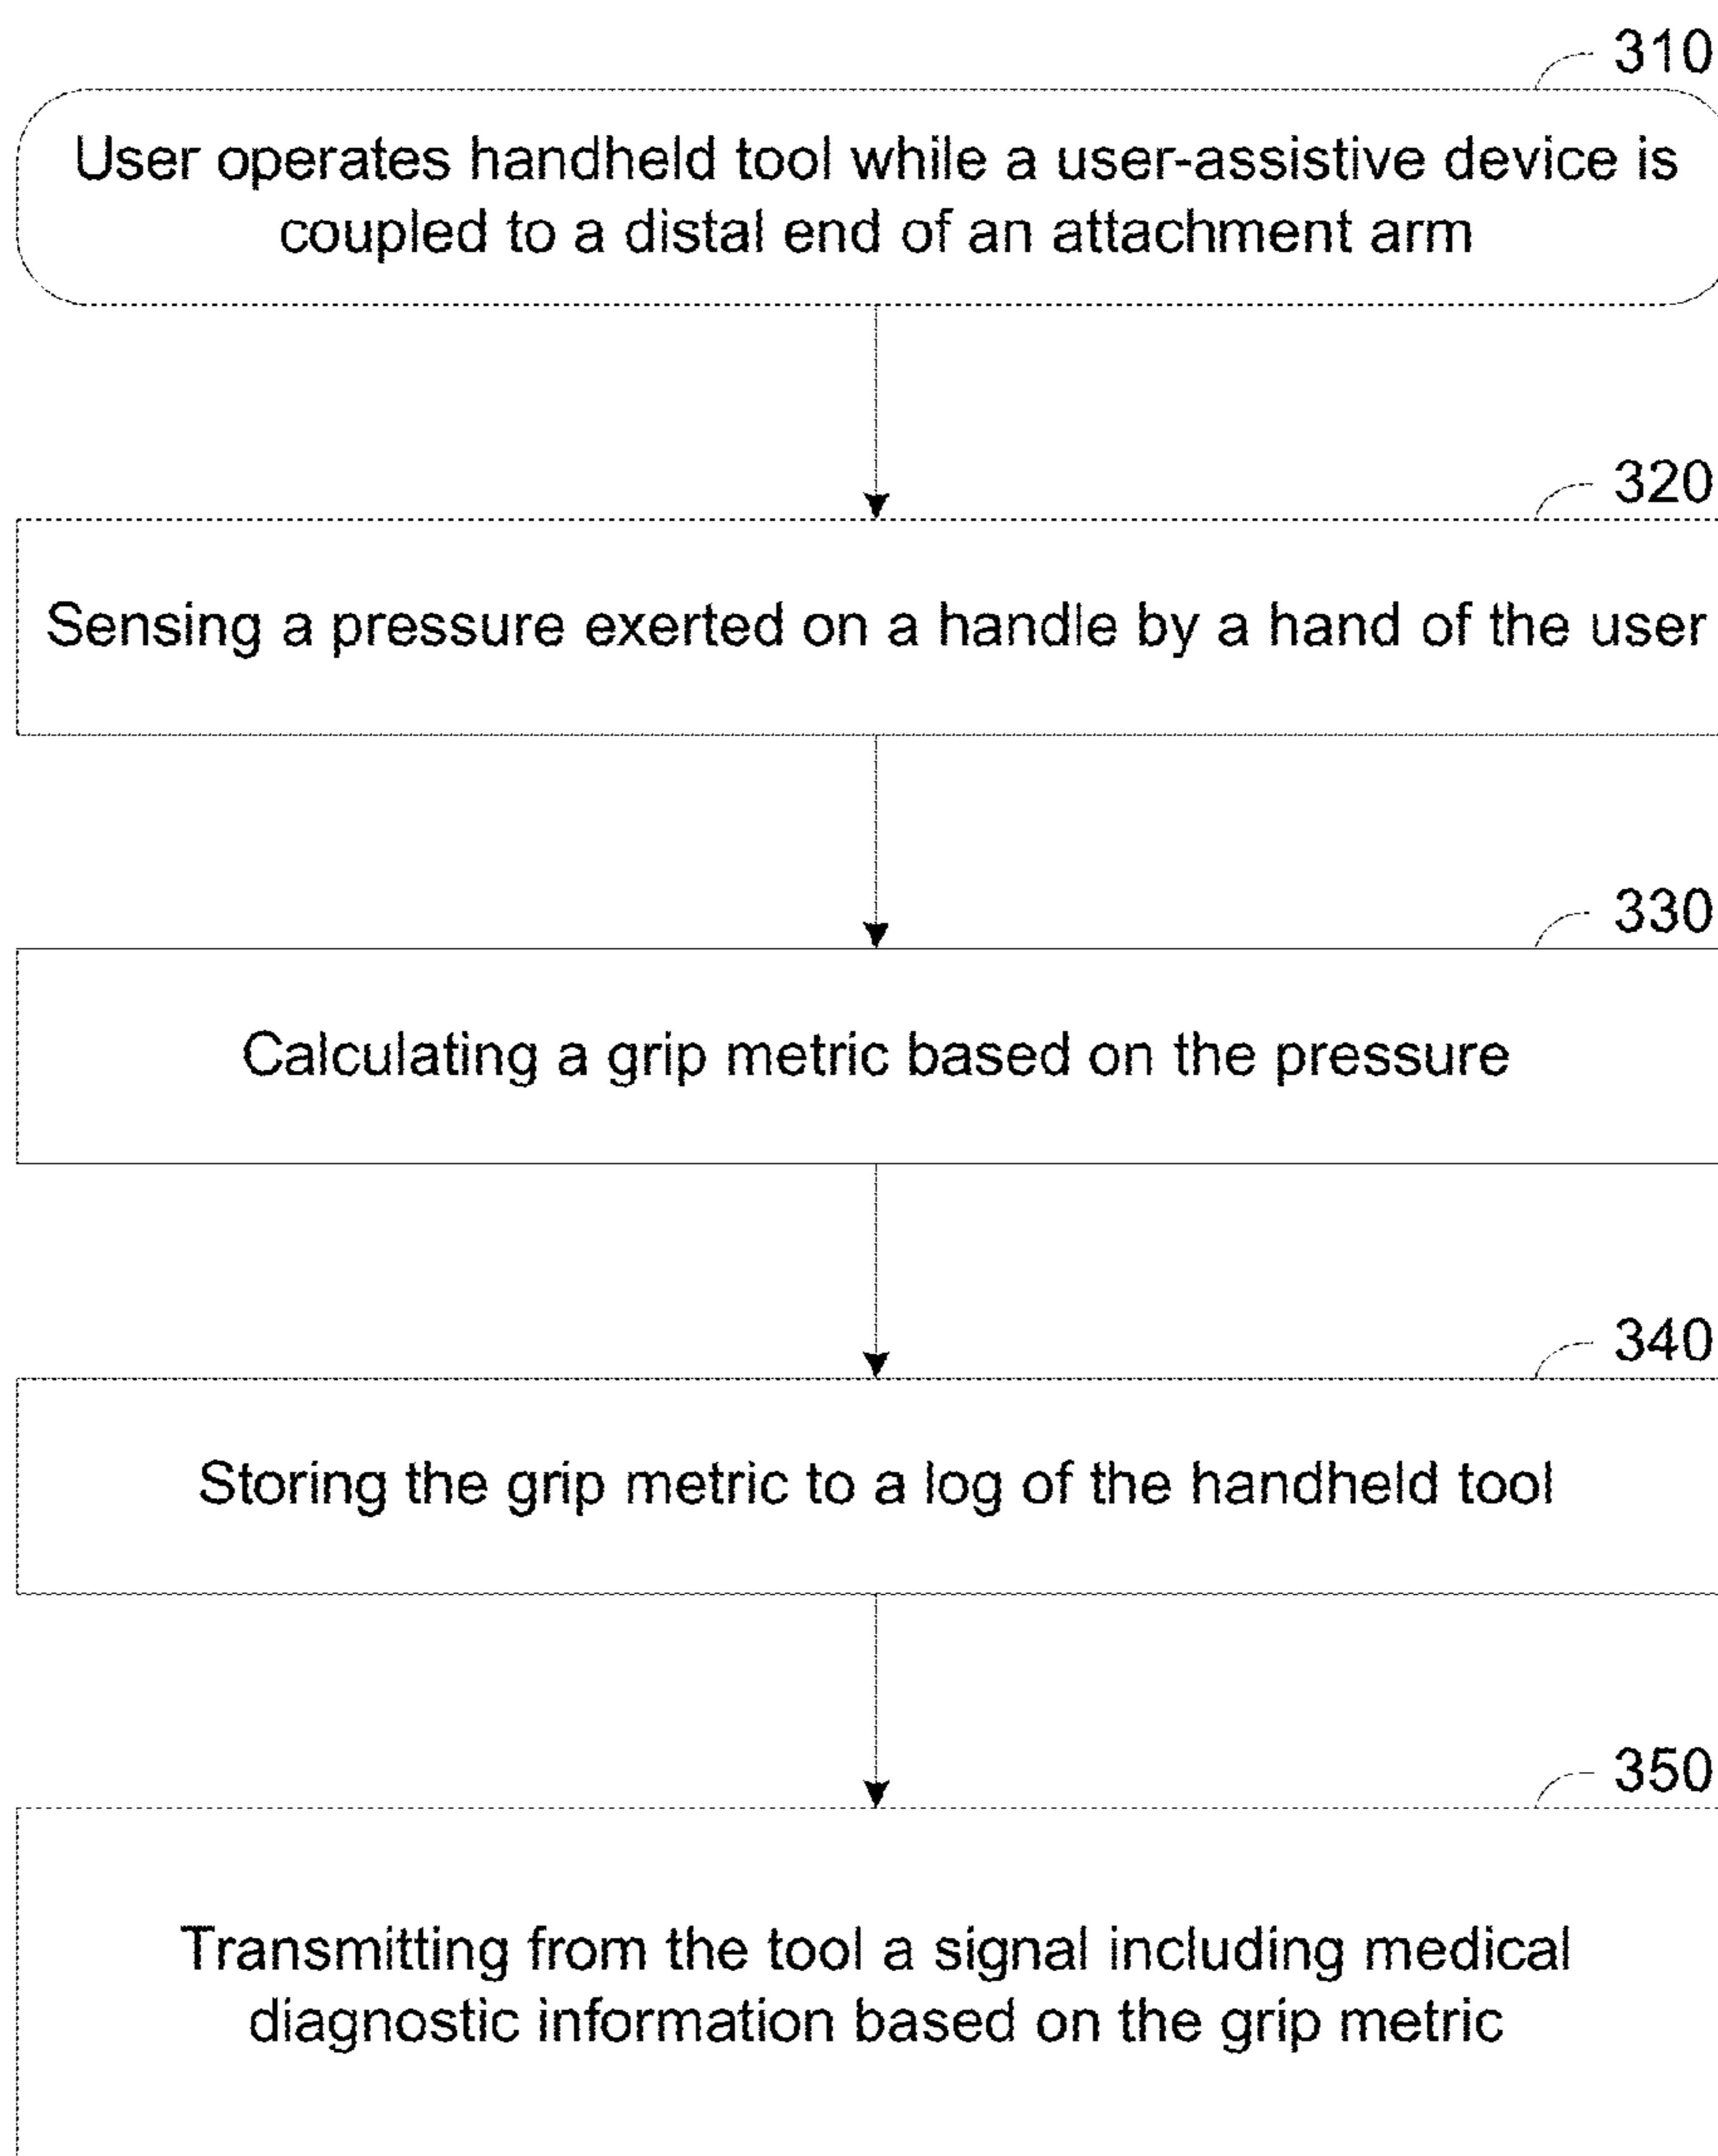 310
User operates handheld tool while a user-assistive device is
coupled to a distal end of an attachment arm
320
Sensing a pressure exerted on a handle by a hand of the user
330
Calculating a grip metric based on the pressure
340
Storing the grip metric to a log of the handheld tool
350
Transmitting from the tool a signal including medical
diagnostic information based on the grip metric